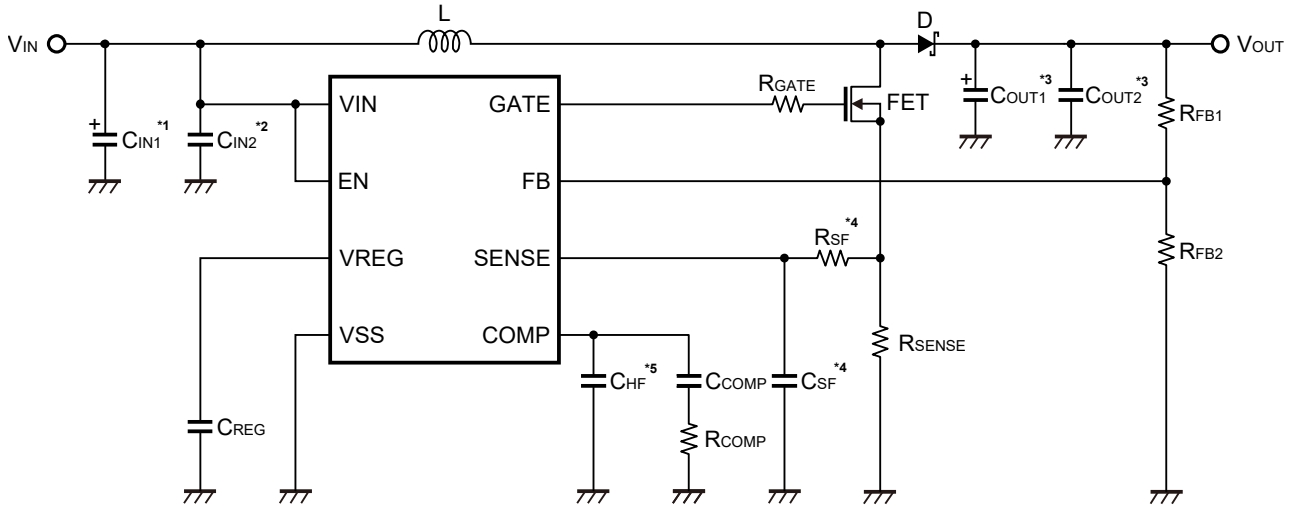 L
D
VIN
VOUT
RGATE
FET
COUT1*3
COUT2*3
RFB1
CIN1*1
CIN2*2
VIN
GATE
EN
FB
RSF*4
VREG
SENSE
RFB2
VSS
COMP
RSENSE
CHF*5
CCOMP
CSF*4
CREG
RCOMP
+
+